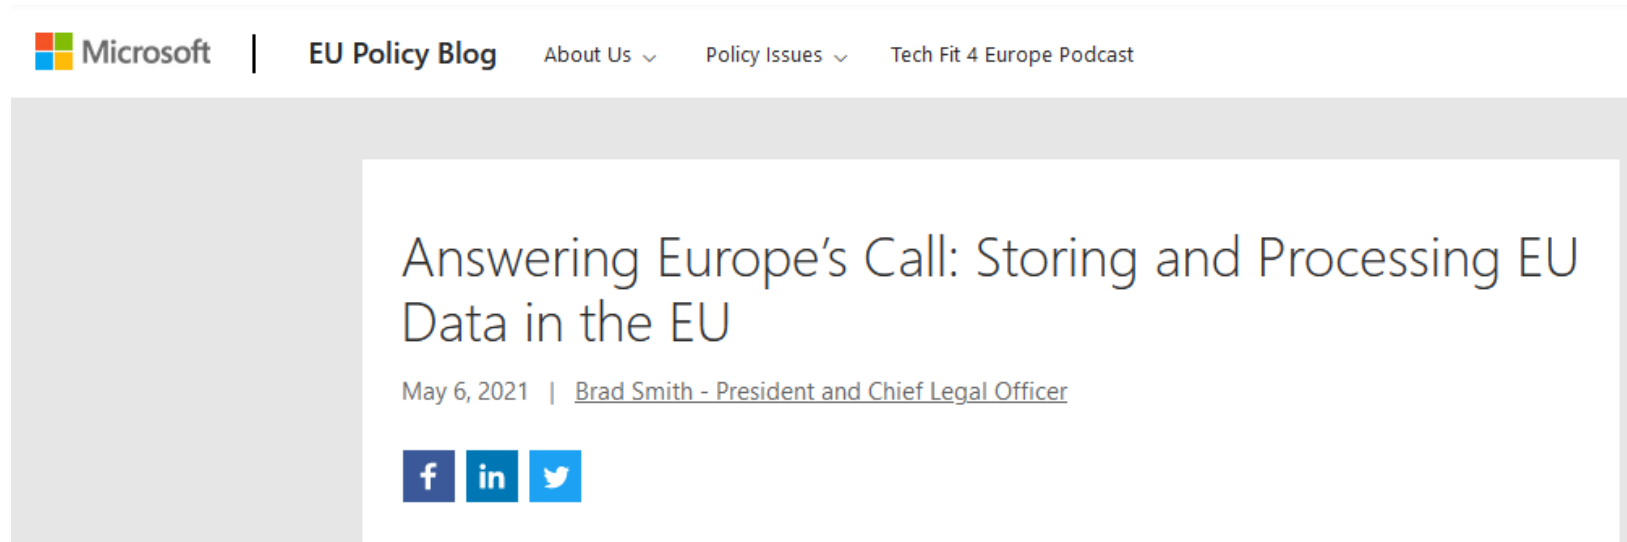 Microsoft | EU Policy Blog About Us Policy Issues Tech Fit 4 Europe Podcast
Answering Europe’s Call: Storing and Processing EU
Data in the EU
May 6, 2021 | Brad Smith - President and Chief Legal Officer
f in